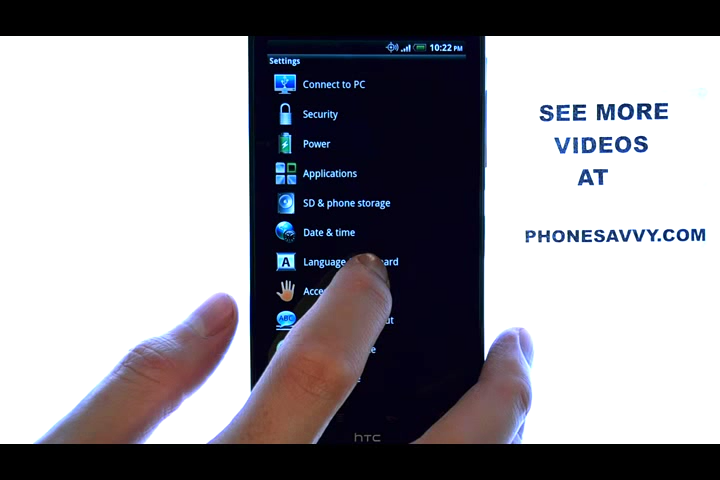 10:22 PM
Settings
Connect to PC
Security
Power
Applications
SD & phone storage
Date & time
Language
A
ABC
hTC
SEE MORE
VIDEOS
AT
PHONESAVVY.COM